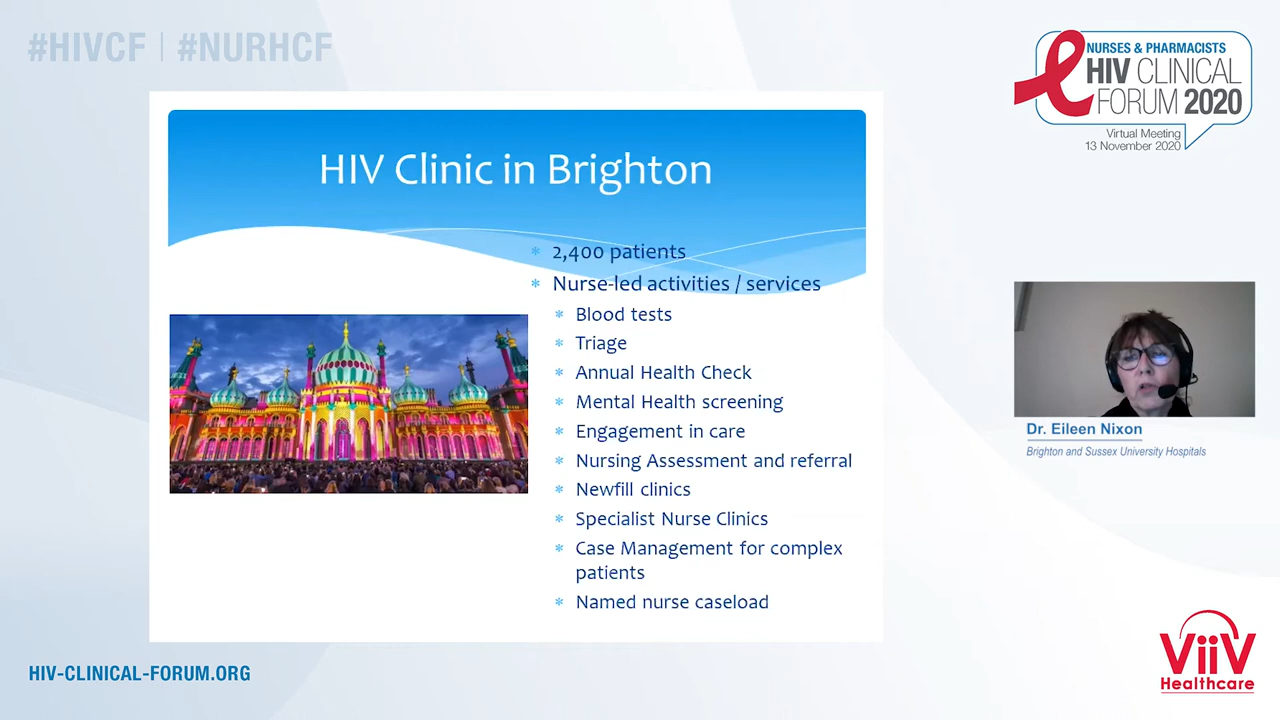 #HIVCF | #NURHCF
NURSES & PHARMACISTS
HIV CLINICAL
FORUM 2020
Virtual Meeting
13 November 2020
HIV Clinic in Brighton
* 2,400 patients
* Nurse-led activities / services
* Blood tests
* Triage
* Annual Health Check
* Mental Health screening
* Engagement in care
* Nursing Assessment and referral
* Newfill clinics
* Specialist Nurse Clinics
* Case Management for complex
patients
* Named nurse caseload
Dr. Eileen Nixon
Brighton and Sussex University Hospitals
HIV-CLINICAL-FORUM.ORG
ViiV
Healthcare